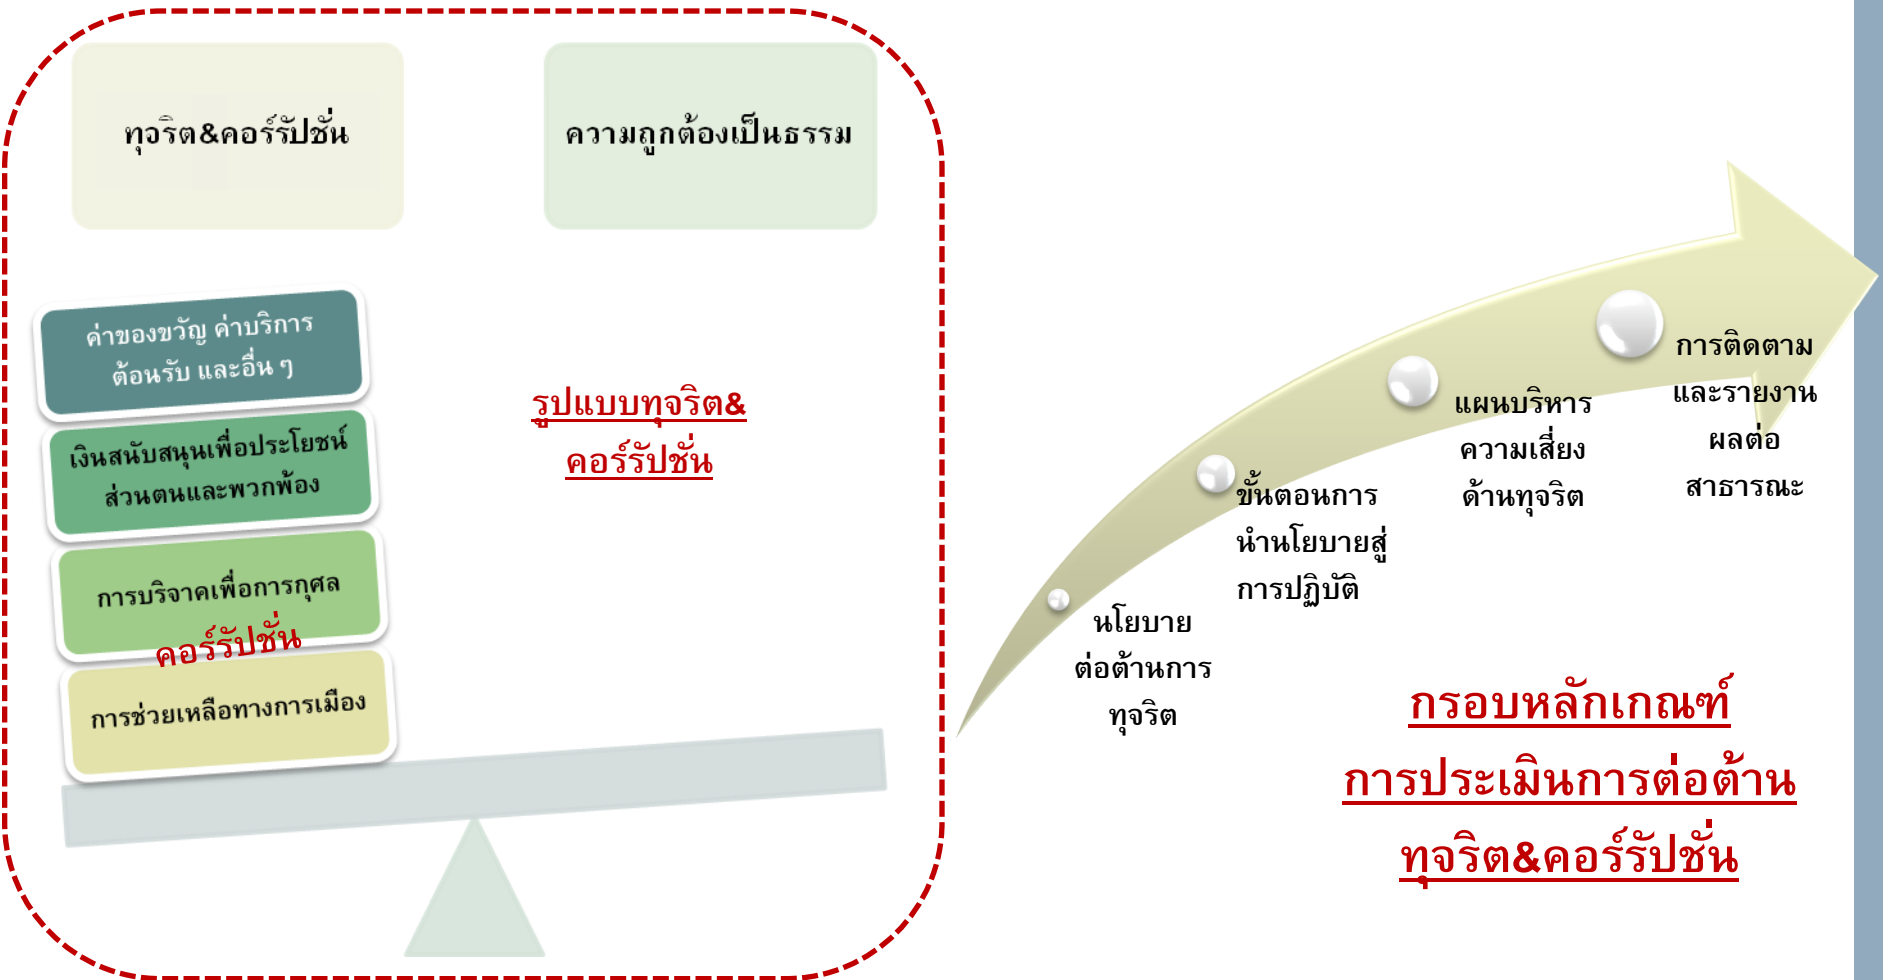 ทุจริต&คอร์รัปชั่น
ความถูกต้องเป็นธรรม
ค่าของขวัญ ค่าบริการ
ต้อนรับ และอื่น ๆ
เงินสนับสนุนเพื่อประโยชน์
ส่วนตนและพวกพ้อง
การบริจาคเพื่อการกุศล
คอร์รัปชั่น
การช่วยเหลือทางการเมือง
รูปแบบทุจริต&
คอร์รัปชั่น
นโยบาย
ต่อต้านการ
ทุจริต
ขั้นตอนการ
นำนโยบายสู่
การปฏิบัติ
แผนบริหาร
ความเสี่ยง
ด้านทุจริต
การติดตาม
และรายงาน
ผลต่อ
สาธารณะ
กรอบหลักเกณฑ์
การประเมินการต่อต้าน
ทุจริต&คอร์รัปชั่น